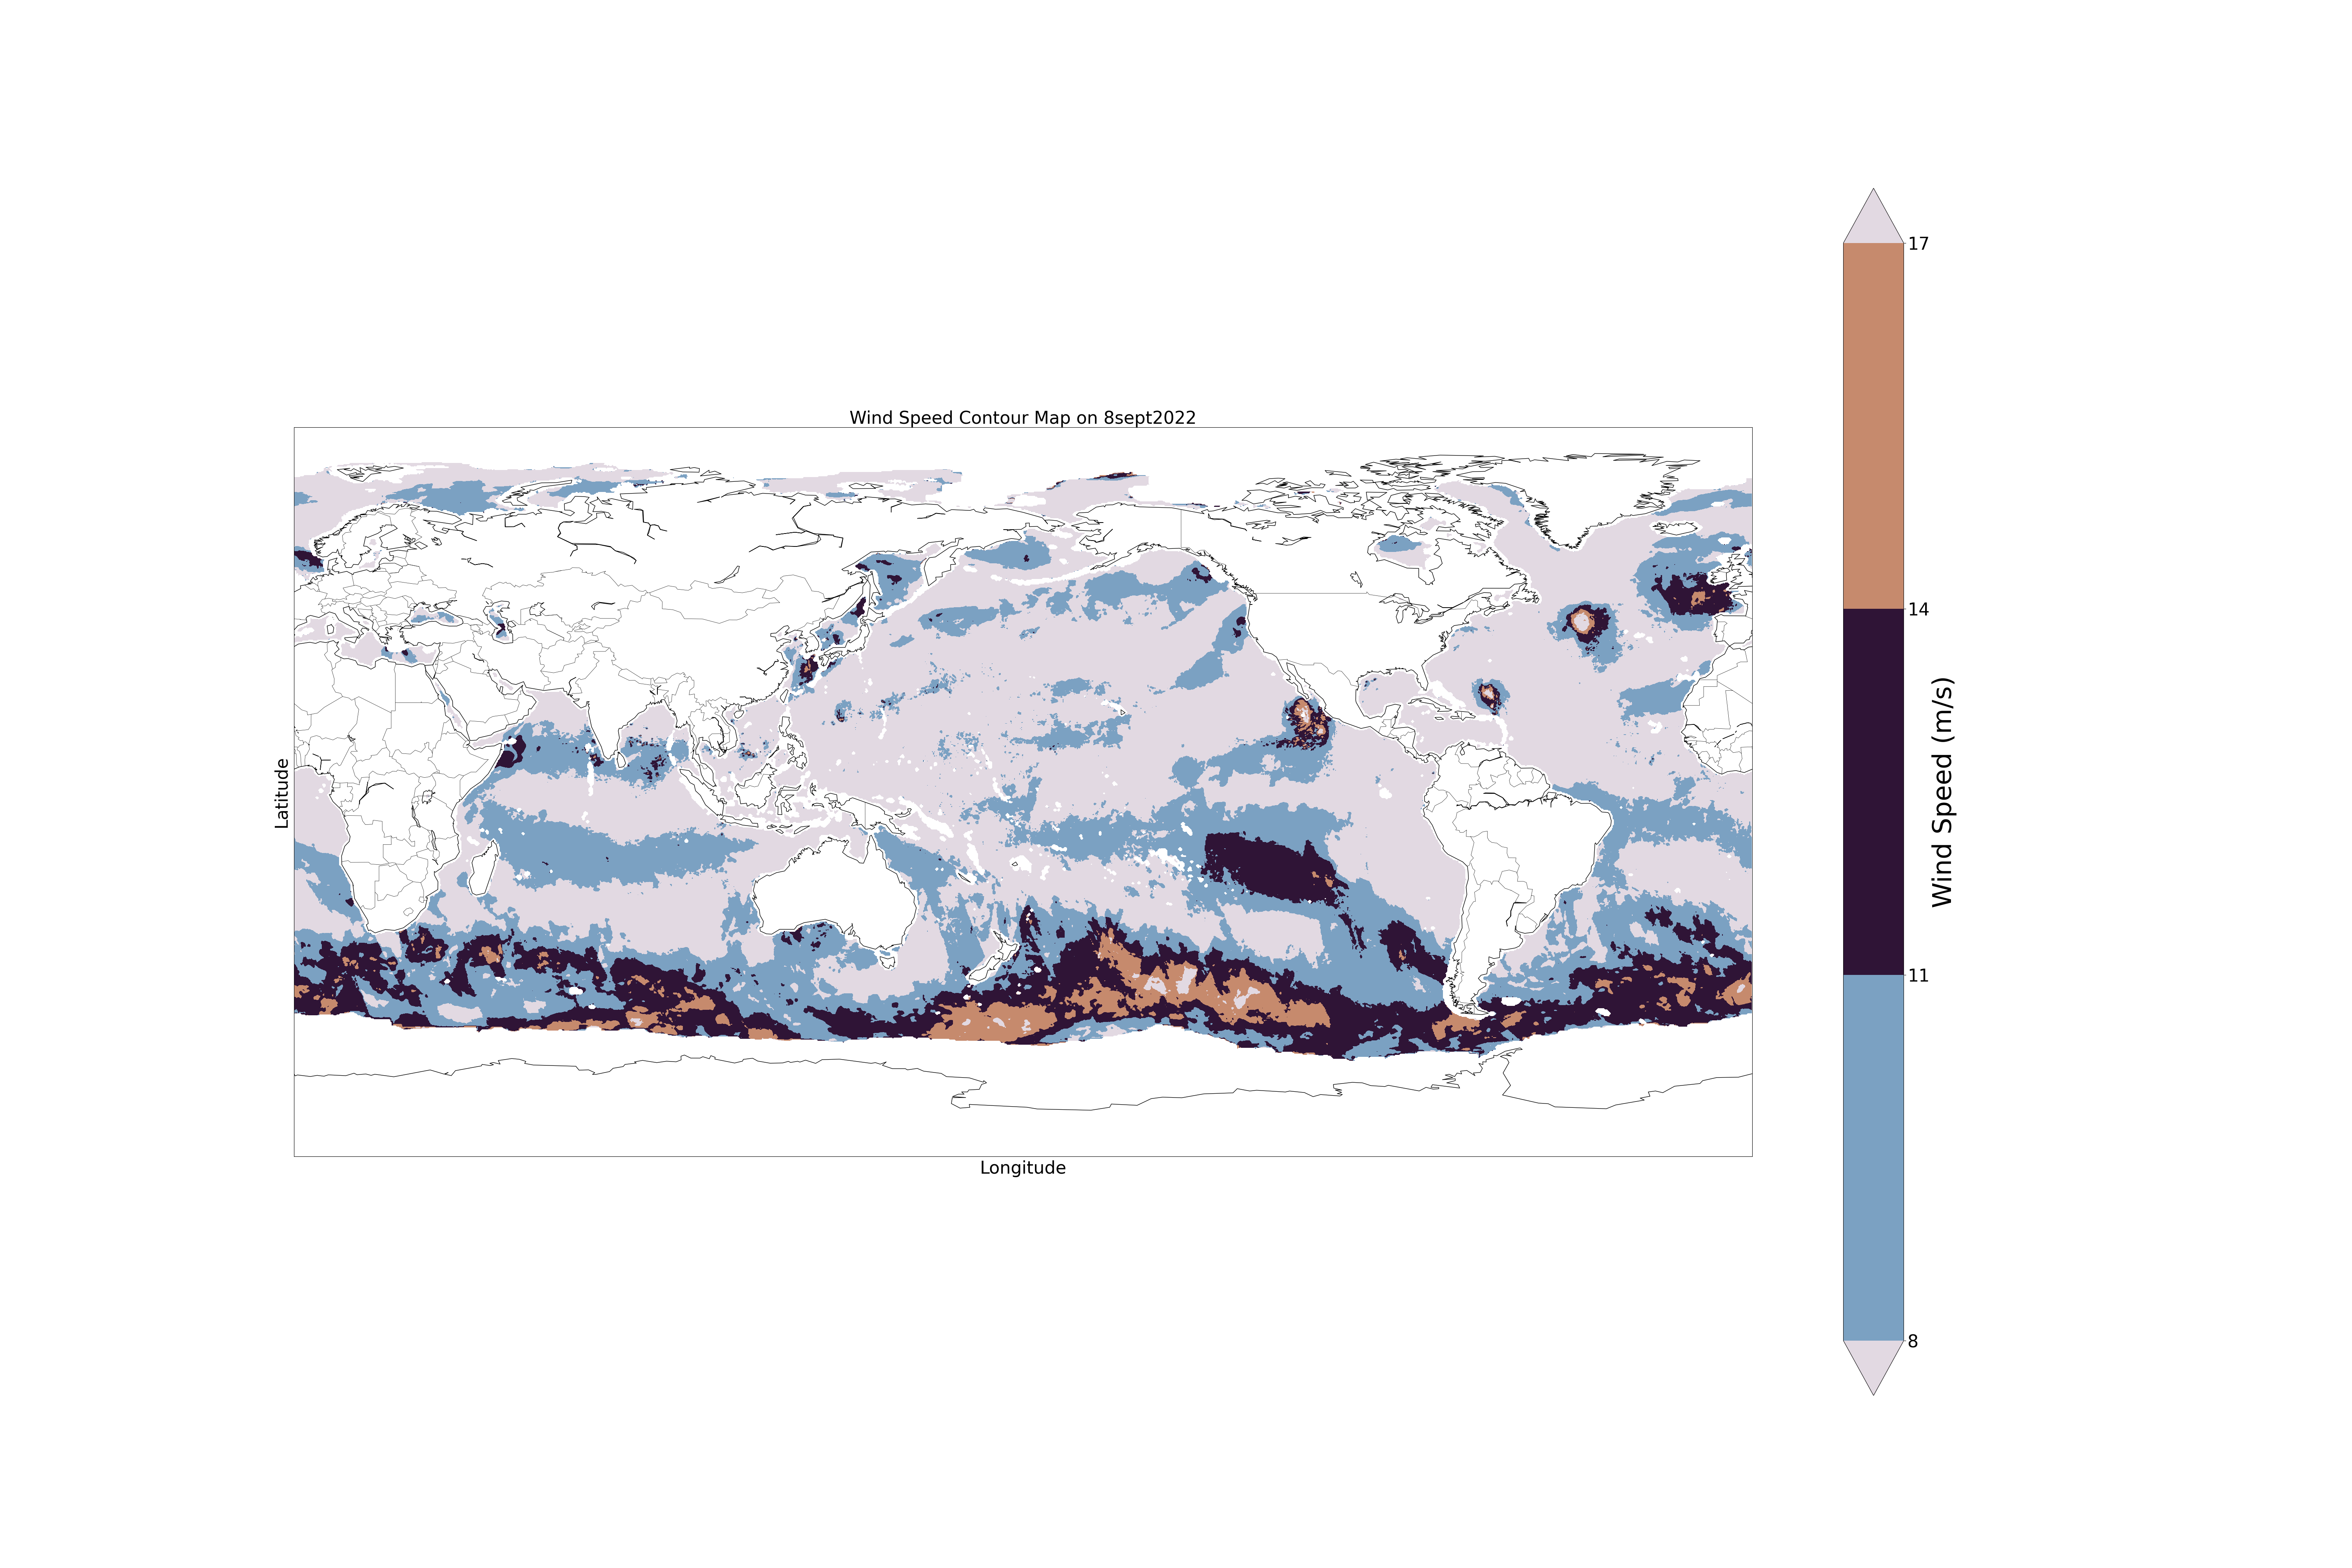 Wind Speed Contour Map on 8sept2022
Latitude
Longitude
17
14
11
8
Wind Speed (m/s)